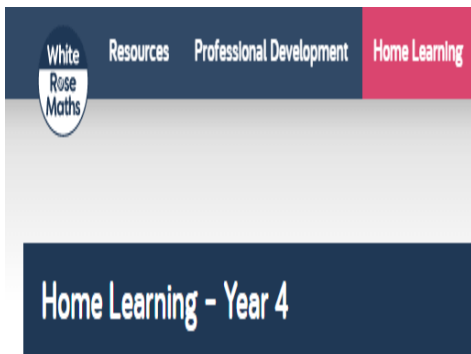 White
Rose
Maths
Resources Professional Development Home Learning
Home Learning - Year 4